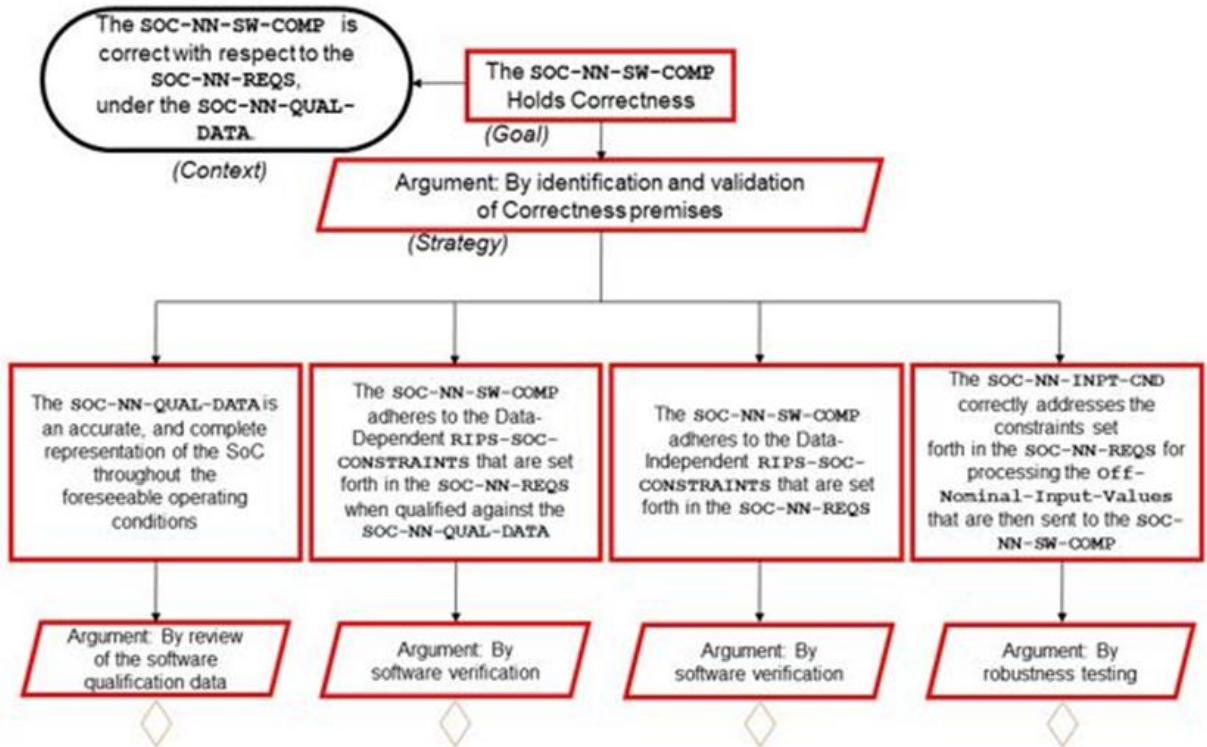 The SOC-NN-SW-COMP is
correct with respect to the
SOC-NN-REQS,
under the SOC-NN-QUAL-
DATA.
(Context)
The SOC-NN-SW-COMP
Holds Correctness
(Goal)
Argument: By identification and validation
of Correctness premises
(Strategy)
The SOC-NN-QUAL-DATA is
an accurate, and complete
representation of the SoC
throughout the
foreseeable operating
conditions
The SOC-NN-SW-COMP
adheres to the Data-
Dependent RIPS-SOC-
CONSTRAINTS that are set
forth in the SOC-NN-REQS
when qualified against the
SOC-NN-QUAL-DATA
The SOC-NN-SW-COMP
adheres to the Data-
Independent RIPS-SOC-
CONSTRAINTS that are set
forth in the SOC-NN-REQS
The SOC-NN-INPT-CND
correctly addresses the
constraints set
forth in the SOC-NN-REQS for
processing the Off-
Nominal-Input-Values
that are then sent to the SOC-
NN-SW-COMP
Argument: By review
of the software
qualification data
Argument: By
software verification
Argument: By
software verification
Argument: By
robustness testing